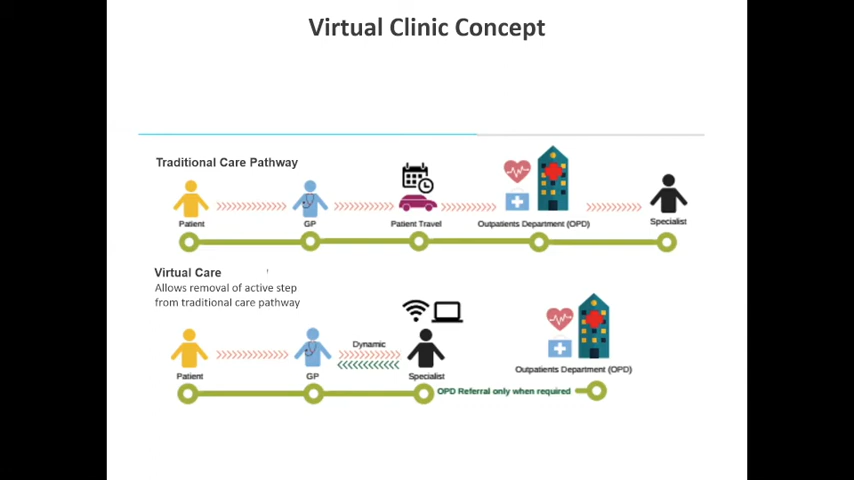 Virtual Clinic Concept
Traditional Care Pathway
Patient
GP
Patient Travel
Outpatients Department (OPD)
Specialist
Virtual Care
Allows removal of active step
from traditional care pathway
Dynamic
Patient
GP
Specialist
Outpatients Department (OPD)
OPD Referral only when required